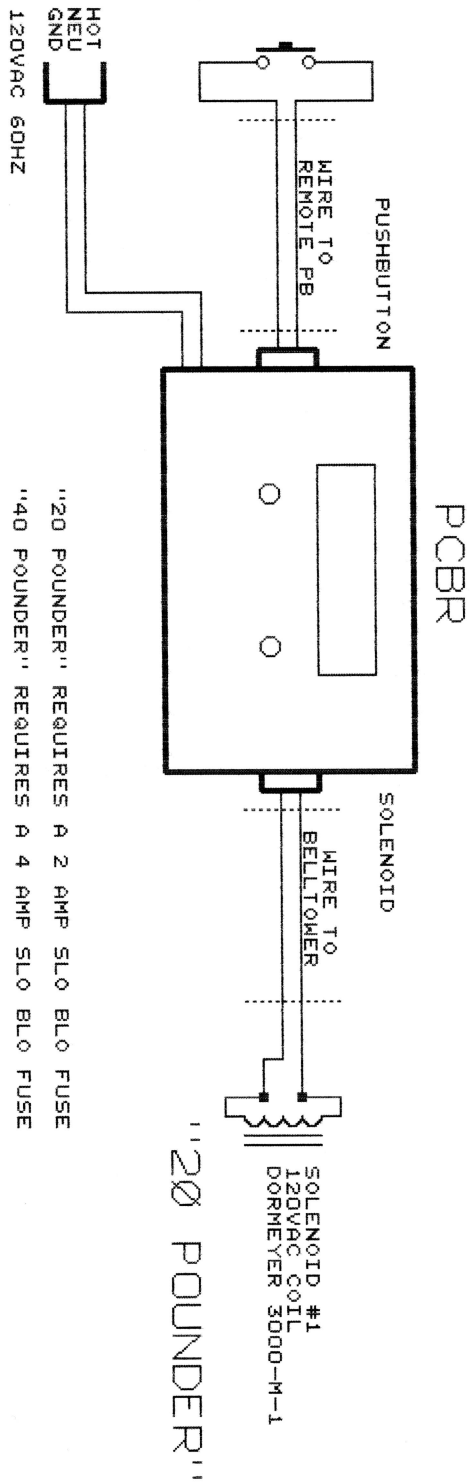 PCBR
PUSHBUTTON
SOLENOID
WIRE TO
REMOTE PB
WIRE TO
BELLTOWER
SOLENOID #1
120VAC COIL
DORMEYER 3000-M-1
"20 POUNDER"
HOT
NEU
GND
120VAC 60HZ
"20 POUNDER" REQUIRES A 2 AMP SLO BLO FUSE
"40 POUNDER" REQUIRES A 4 AMP SLO BLO FUSE